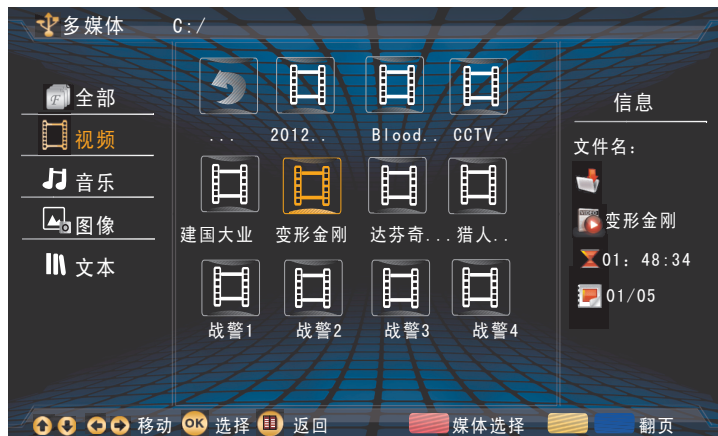 多媒体 C:/
全部
视频
音乐
图像
文本
... 2012.. Blood.. CCTV..
建国大业 变形金刚 达芬奇... 猎人..
战警1 战警2 战警3 战警4
信息
文件名:
VIDEO
变形金刚
01: 48:34
01/05
移动 OK 选择 返回 媒体选择 翻页